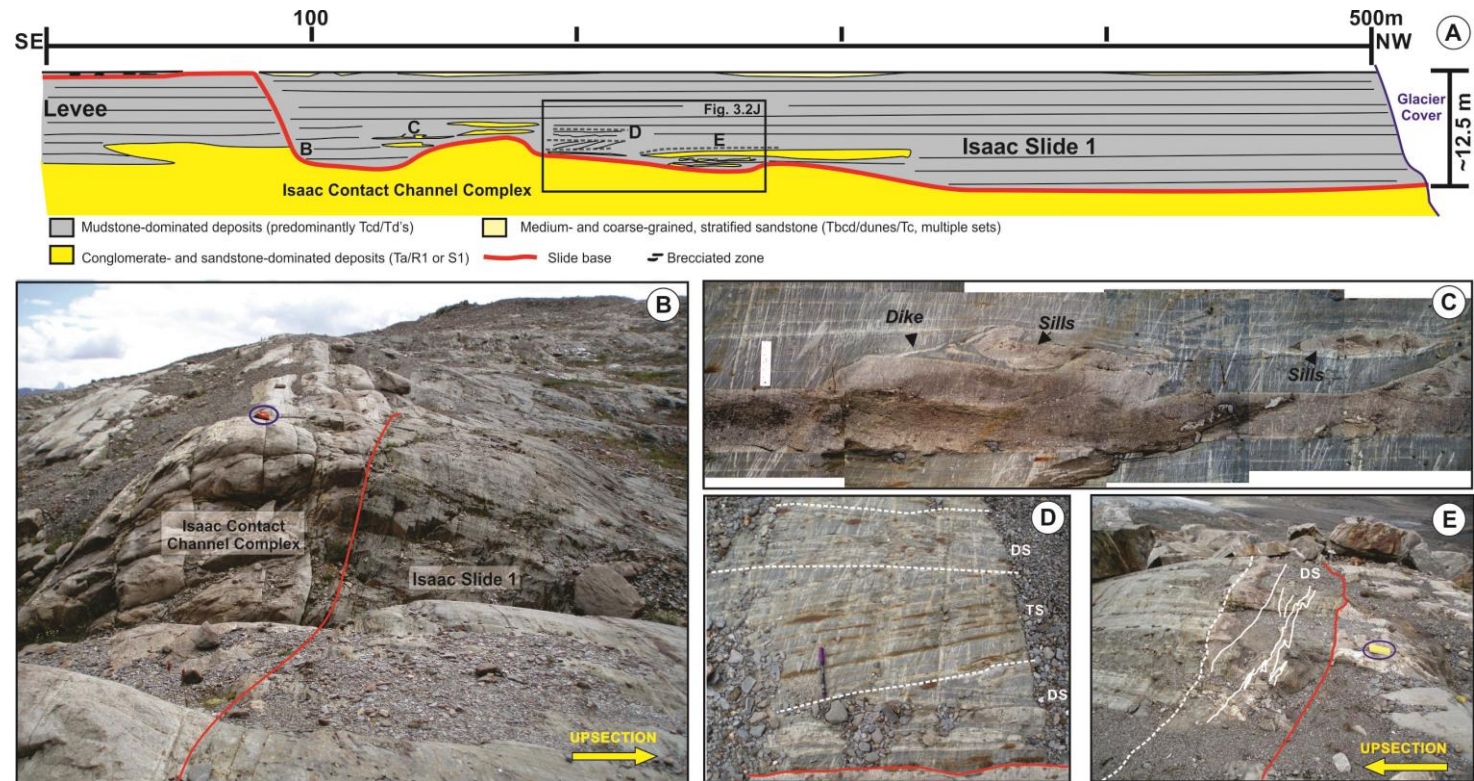 100
500m
SE
NW
A
Levee
Fig. 3.2J
C
D
B
E
Isaac Slide 1
Isaac Contact Channel Complex
Glacier
Cover
~12.5 m
Mudstone-dominated deposits (predominantly Tcd/Td's)
Medium- and coarse-grained, stratified sandstone (Tbcd/dunes/Tc, multiple sets)
Conglomerate- and sandstone-dominated deposits (Ta/R1 or S1)
Slide base
Brecciated zone
B
Isaac Contact
Channel Complex
Isaac Slide 1
UPSECTION
C
Dike
Sills
Sills
D
DS
TS
DS
E
DS
UPSECTION